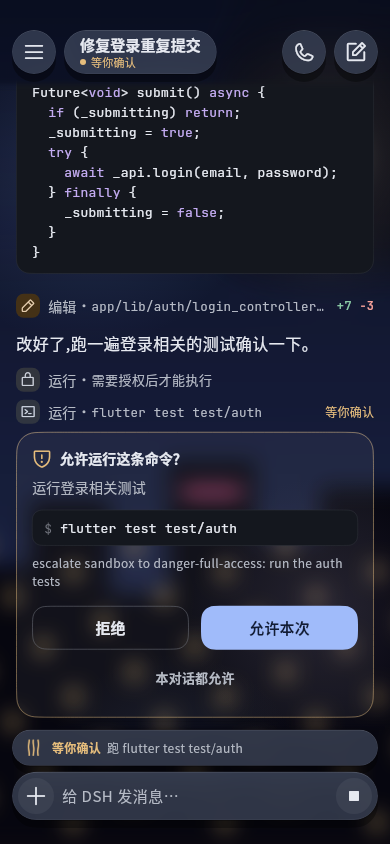 修复登录重复提交
等你确认
Future<void> submit() async {
if (_submitting) return;
_submitting = true;
try {
await _api.login(email, password);
} finally {
_submitting = false;
}
}
编辑 · app/lib/auth/login_controller… +7 -3
改好了,跑一遍登录相关的测试确认一下。
运行 · 需要授权后才能执行
运行 · flutter test test/auth 等你确认
允许运行这条命令?
运行登录相关测试
$ flutter test test/auth
escalate sandbox to danger-full-access: run the auth
tests
拒绝 允许本次
本对话都允许
等你确认 跑 flutter test test/auth
给 DSH 发消息…